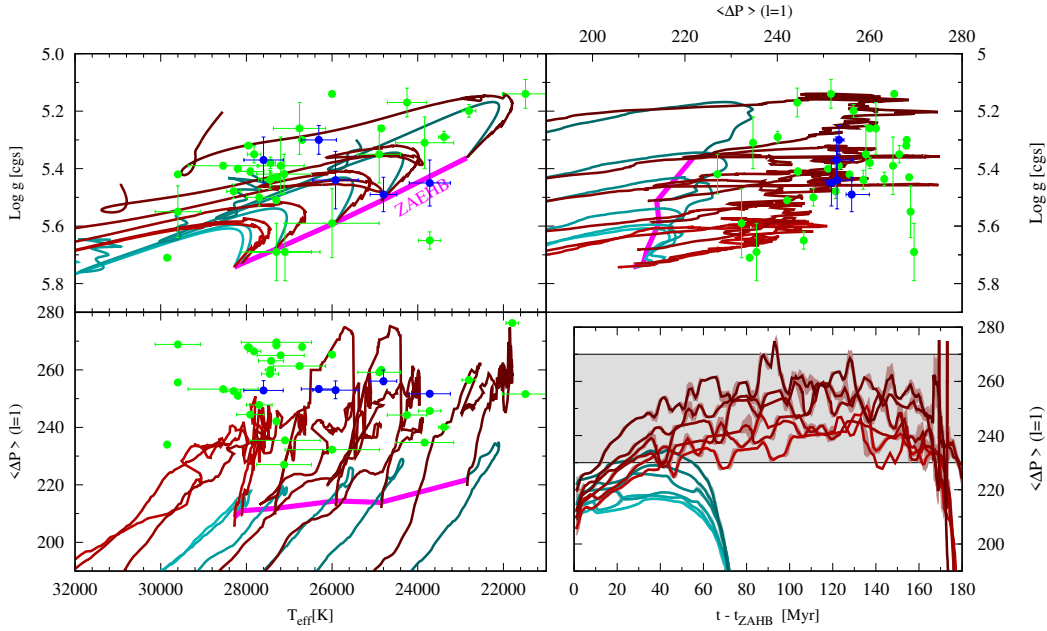 <ΔP> (l=1)
200 220 240 260 280
5.0
5.2
5.4
5.6
5.8
Log g [cgs]
ZAEHB
5
5.2
5.4
5.6
5.8
Log g [cgs]
280
260
240
220
200
<ΔP> (l=1)
32000 30000 28000 26000 24000 22000
T_eff[K]
280
260
240
220
200
<ΔP> (l=1)
0 20 40 60 80 100 120 140 160 180
t - t_ZAHB [Myr]